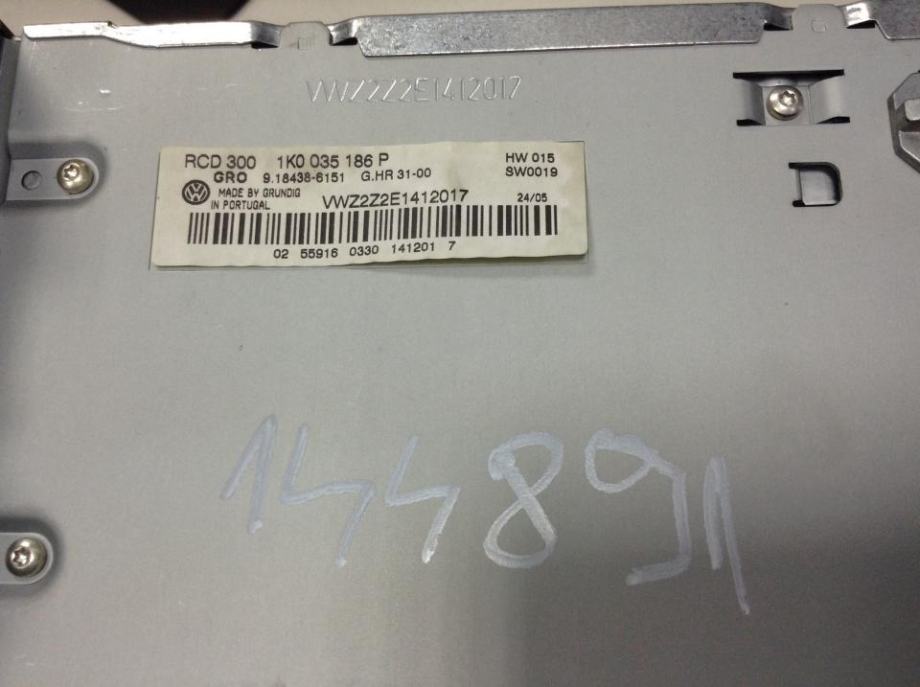 VWZ2Z2E1412017
RCD 300 1K0 035 186 P HW 015
GRO 9.18438-6151 G.HR 31-00 SW0019
MADE BY GRUNDIG
IN PORTUGAL VWZ2Z2E1412017 24/05
02 55916 0330 141201 7
144891